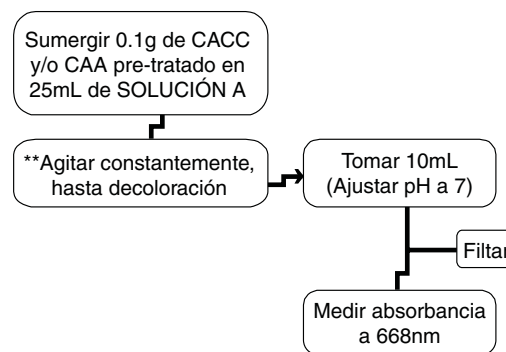 Sumergir 0.1g de CACC
y/o CAA pre-tratado en
25mL de SOLUCIÓN A
**Agitar constantemente,
hasta decoloración
Tomar 10mL
(Ajustar pH a 7)
Filtar
Medir absorbancia
a 668nm